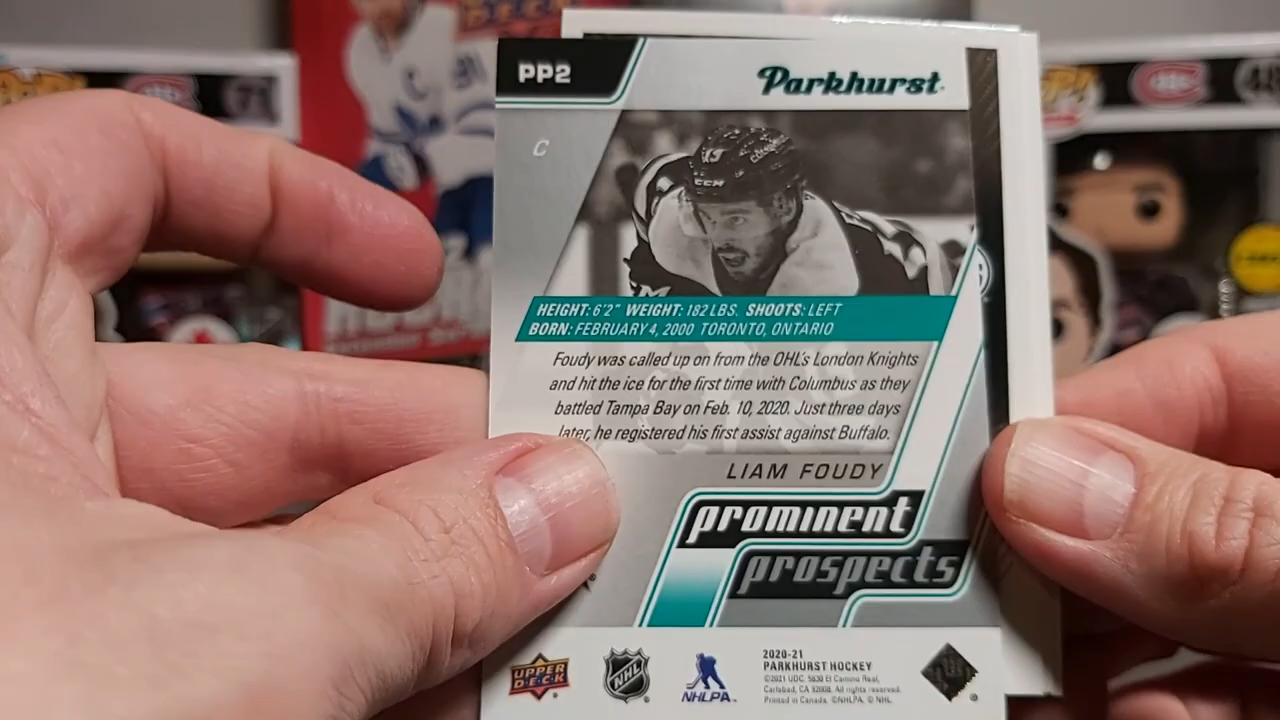 PP2
Parkhurst
C
HEIGHT: 6'2" WEIGHT: 182 LBS. SHOOTS: LEFT
BORN: FEBRUARY 4, 2000 TORONTO, ONTARIO
Foudy was called up on from the OHL's London Knights
and hit the ice for the first time with Columbus as they
battled Tampa Bay on Feb. 10, 2020. Just three days
later, he registered his first assist against Buffalo.
LIAM FOUDY
prominent
prospects
UPPER
DECK
NHL
NHLPA
2020-21
PARKHURST HOCKEY
©2021 UDC. 5830 El Camino Real,
Carlsbad, CA 92008. All rights reserved.
Printed in Canada. ©NHLPA. © NHL.